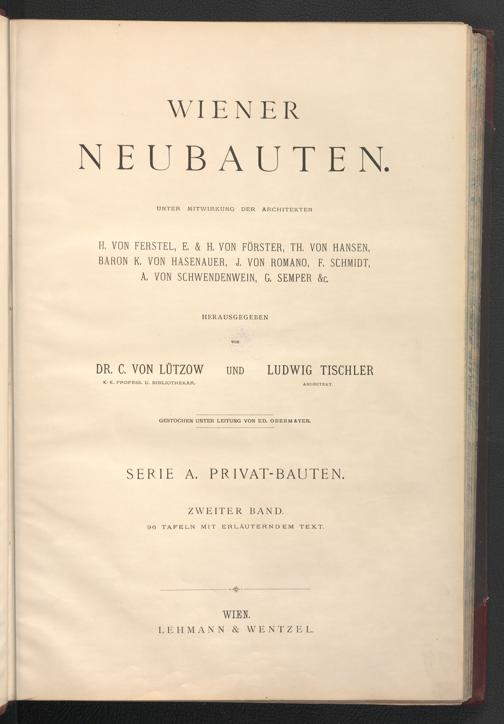 WIENER
NEUBAUTEN.
UNTER MITWIRKUNG DER ARCHITEKTEN
H. VON FERSTEL, E. & H. VON FÖRSTER, TH. VON HANSEN,
BARON K. VON HASENAUER, J. VON ROMANO, F. SCHMIDT,
A. VON SCHWENDENWEIN, G. SEMPER &c.
HERAUSGEGEBEN
VON
DR. C. VON LÜTZOW UND LUDWIG TISCHLER
K. K. PROFESS. U. BIBLIOTHEKAR. ARCHITEKT.
GESTOCHEN UNTER LEITUNG VON ED. OBERMAYER.
SERIE A. PRIVAT-BAUTEN.
ZWEITER BAND.
96 TAFELN MIT ERLÄUTERNDEM TEXT.
WIEN.
LEHMANN & WENTZEL.